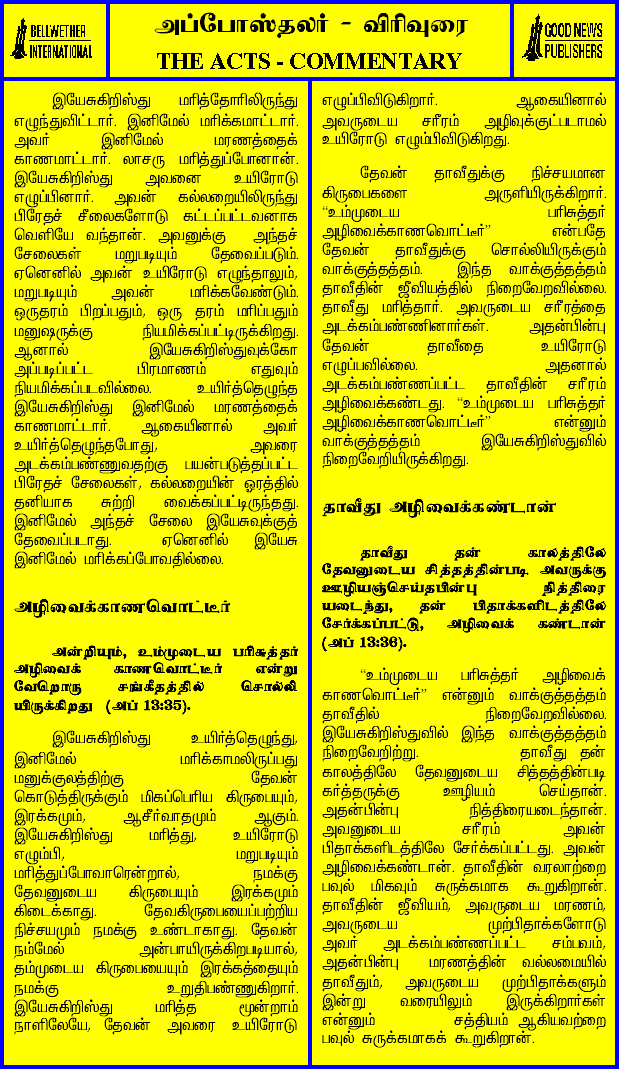 BELLWETHER
INTERNATIONAL
அப்போஸ்தலர் - விரிவுரை
THE ACTS - COMMENTARY
GOOD NEWS
PUBLISHERS
இயேசுகிறிஸ்து மரித்தோரிலிருந்து
எழுந்துவிட்டார். இனிமேல் மரிக்கமாட்டார்.
அவர் இனிமேல் மரணத்தைக்
காணமாட்டார். லாசரு மரித்துப்போனான்.
இயேசுகிறிஸ்து அவனை உயிரோடு
எழுப்பினார். அவன் கல்லறையிலிருந்து
பிரேதச் சீலைகளோடு கட்டப்பட்டவனாக
வெளியே வந்தான். அவனுக்கு அந்தச்
சேலைகள் மறுபடியும் தேவைப்படும்.
ஏனெனில் அவன் உயிரோடு எழுந்தாலும்,
மறுபடியும் அவன் மரிக்கவேண்டும்.
ஒருதரம் பிறப்பதும், ஒரு தரம் மரிப்பதும்
மனுஷருக்கு நியமிக்கப்பட்டிருக்கிறது.
ஆனால் இயேசுகிறிஸ்துவுக்கோ
அப்படிப்பட்ட பிரமாணம் எதுவும்
நியமிக்கப்படவில்லை. உயிர்த்தெழுந்த
இயேசுகிறிஸ்து இனிமேல் மரணத்தைக்
காணமாட்டார். ஆகையினால் அவர்
உயிர்த்தெழுந்தபோது, அவரை
அடக்கம்பண்ணுவதற்கு பயன்படுத்தப்பட்ட
பிரேதச் சேலைகள், கல்லறையின் ஓரத்தில்
தனியாக சுற்றி வைக்கப்பட்டிருந்தது.
இனிமேல் அந்தச் சேலை இயேசுவுக்குத்
தேவைப்படாது. ஏனெனில் இயேசு
இனிமேல் மரிக்கப்போவதில்லை.
அழிவைக்காணவொட்டீர்
அன்றியும், உம்முடைய பரிசுத்தர்
அழிவைக் காணவொட்டீர் என்று
வேறொரு சங்கீதத்தில் சொல்லி
யிருக்கிறது (அப் 13:35).
இயேசுகிறிஸ்து உயிர்த்தெழுந்து,
இனிமேல் மரிக்காமலிருப்பது
மனுக்குலத்திற்கு தேவன்
கொடுத்திருக்கும் மிகப்பெரிய கிருபையும்,
இரக்கமும், ஆசீர்வாதமும் ஆகும்.
இயேசுகிறிஸ்து மரித்து, உயிரோடு
எழும்பி, மறுபடியும்
மரித்துப்போவாரென்றால், நமக்கு
தேவனுடைய கிருபையும் இரக்கமும்
கிடைக்காது. தேவகிருபையைப்பற்றிய
நிச்சயமும் நமக்கு உண்டாகாது. தேவன்
நம்மேல் அன்பாயிருக்கிறபடியால்,
தம்முடைய கிருபையையும் இரக்கத்தையும்
நமக்கு உறுதிபண்ணுகிறார்.
இயேசுகிறிஸ்து மரித்த மூன்றாம்
நாளிலேயே, தேவன் அவரை உயிரோடு
எழுப்பிவிடுகிறார். ஆகையினால்
அவருடைய சரீரம் அழிவுக்குட்படாமல்
உயிரோடு எழும்பிவிடுகிறது.
தேவன் தாவீதுக்கு நிச்சயமான
கிருபைகளை அருளியிருக்கிறார்.
“உம்முடைய பரிசுத்தர்
அழிவைக்காணவொட்டீர்” என்பதே
தேவன் தாவீதுக்கு சொல்லியிருக்கும்
வாக்குத்தத்தம். இந்த வாக்குத்தத்தம்
தாவீதின் ஜீவியத்தில் நிறைவேறவில்லை.
தாவீது மரித்தார். அவருடைய சரீரத்தை
அடக்கம்பண்ணினார்கள். அதன்பின்பு
தேவன் தாவீதை உயிரோடு
எழுப்பவில்லை. அதனால்
அடக்கம்பண்ணப்பட்ட தாவீதின் சரீரம்
அழிவைக்கண்டது. “உம்முடைய பரிசுத்தர்
அழிவைக்காணவொட்டீர்” என்னும்
வாக்குத்தத்தம் இயேசுகிறிஸ்துவில்
நிறைவேறியிருக்கிறது.
தாவீது அழிவைக்கண்டான்
தாவீது தன் காலத்திலே
தேவனுடைய சித்தத்தின்படி அவருக்கு
ஊழியஞ்செய்தபின்பு நித்திரை
யடைந்து, தன் பிதாக்களிடத்திலே
சேர்க்கப்பட்டு, அழிவைக் கண்டான்
(அப் 13:36).
“உம்முடைய பரிசுத்தர் அழிவைக்
காணவொட்டீர்” என்னும் வாக்குத்தத்தம்
தாவீதில் நிறைவேறவில்லை.
இயேசுகிறிஸ்துவில் இந்த வாக்குத்தத்தம்
நிறைவேறிற்று. தாவீது தன்
காலத்திலே தேவனுடைய சித்தத்தின்படி
கர்த்தருக்கு ஊழியம் செய்தான்.
அதன்பின்பு நித்திரையடைந்தான்.
அவனுடைய சரீரம் அவன்
பிதாக்களிடத்திலே சேர்க்கப்பட்டது. அவன்
அழிவைக்கண்டான். தாவீதின் வரலாற்றை
பவுல் மிகவும் சுருக்கமாக கூறுகிறான்.
தாவீதின் ஜீவியம், அவருடைய மரணம்,
அவருடைய முற்பிதாக்களோடு
அவர் அடக்கம்பண்ணப்பட்ட சம்பவம்,
அதன்பின்பு மரணத்தின் வல்லமையில்
தாவீதும், அவருடைய முற்பிதாக்களும்
இன்று வரையிலும் இருக்கிறார்கள்
என்னும் சத்தியம் ஆகியவற்றை
பவுல் சுருக்கமாகக் கூறுகிறான்.